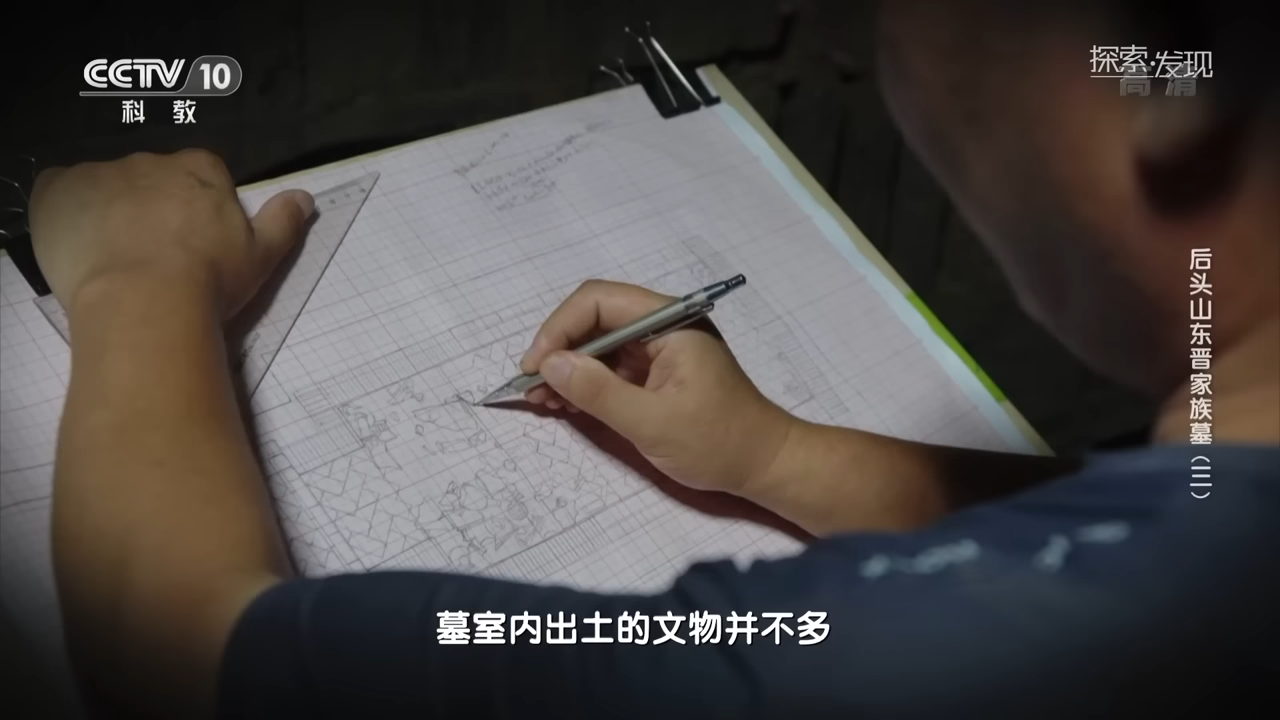 CCTV 10
科教
探索·发现
高清
后头山东晋家族墓（三）
墓室内出土的文物并不多